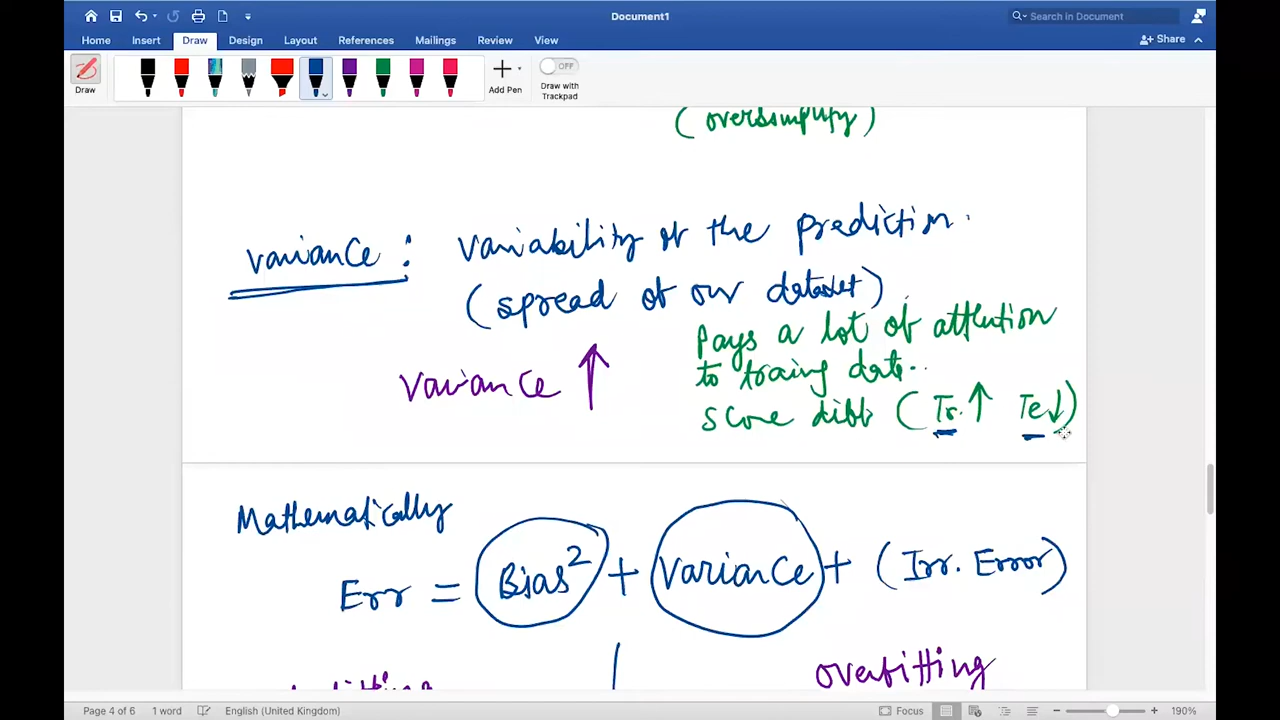 Document1
Search in Document
Home Insert Draw Design Layout References Mailings Review View
Share
OFF
Draw
Add Pen
Draw with
Trackpad
(oversimplify)
variance : variability of the prediction.
(spread of our dataset)
Variance ↑
Pays a lot of attention
to traing data..
score diff (Tr.↑ Te↓)
Mathematically
Err = Bias² + Variance + (Irr. Error)
overfitting
Page 4 of 6 1 word English (United Kingdom) Focus 190%